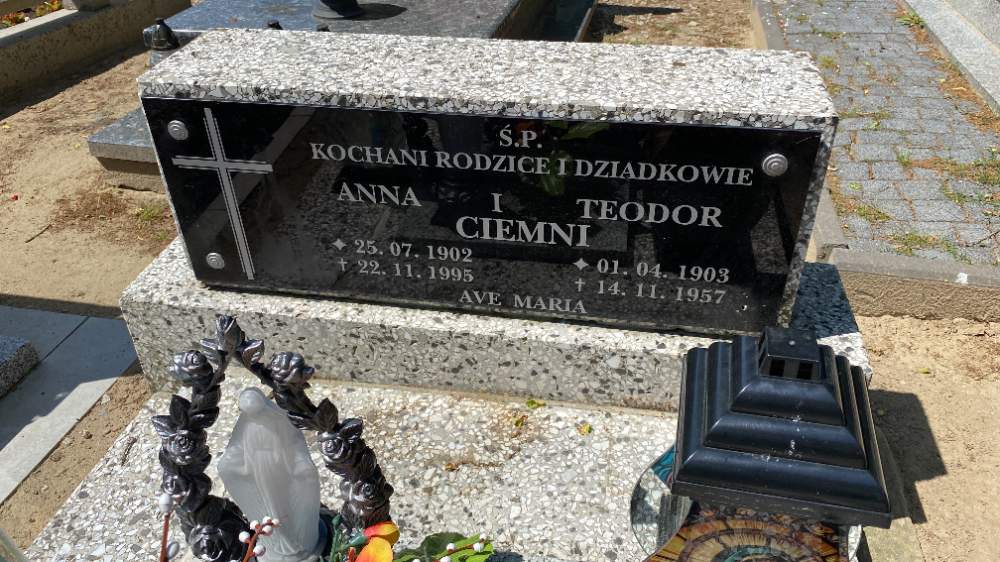 Ś.P.
KOCHANI RODZICE I DZIADKOWIE
ANNA I TEODOR
CIEMNI
✦ 25. 07. 1902 ✦ 01. 04. 1903
† 22. 11. 1995 † 14. 11. 1957
AVE MARIA